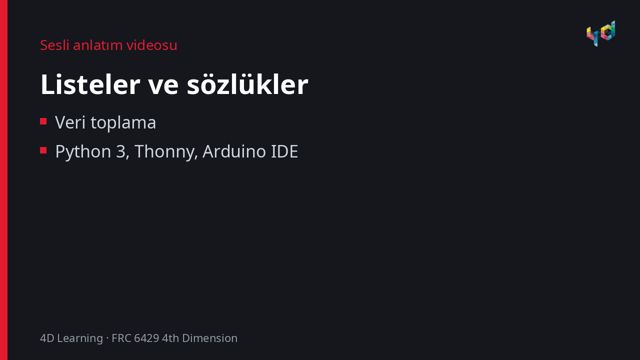 Sesli anlatım videosu
Listeler ve sözlükler
Veri toplama
Python 3, Thonny, Arduino IDE
4D Learning · FRC 6429 4th Dimension
4d